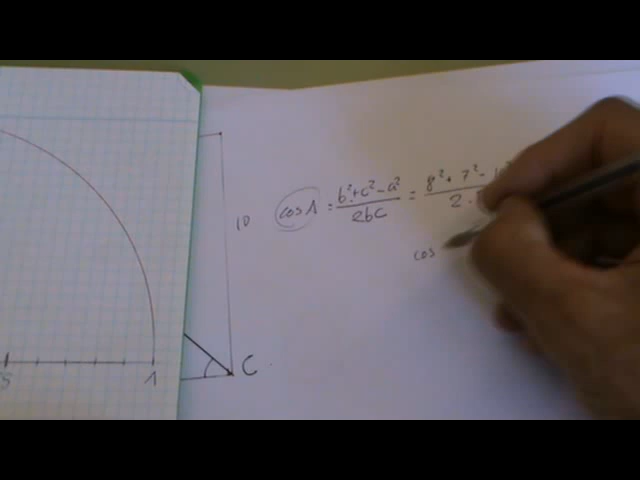 cos A = b²+c²-a² / 2bc = 8²+7²- / 2.
10
cos
C
1